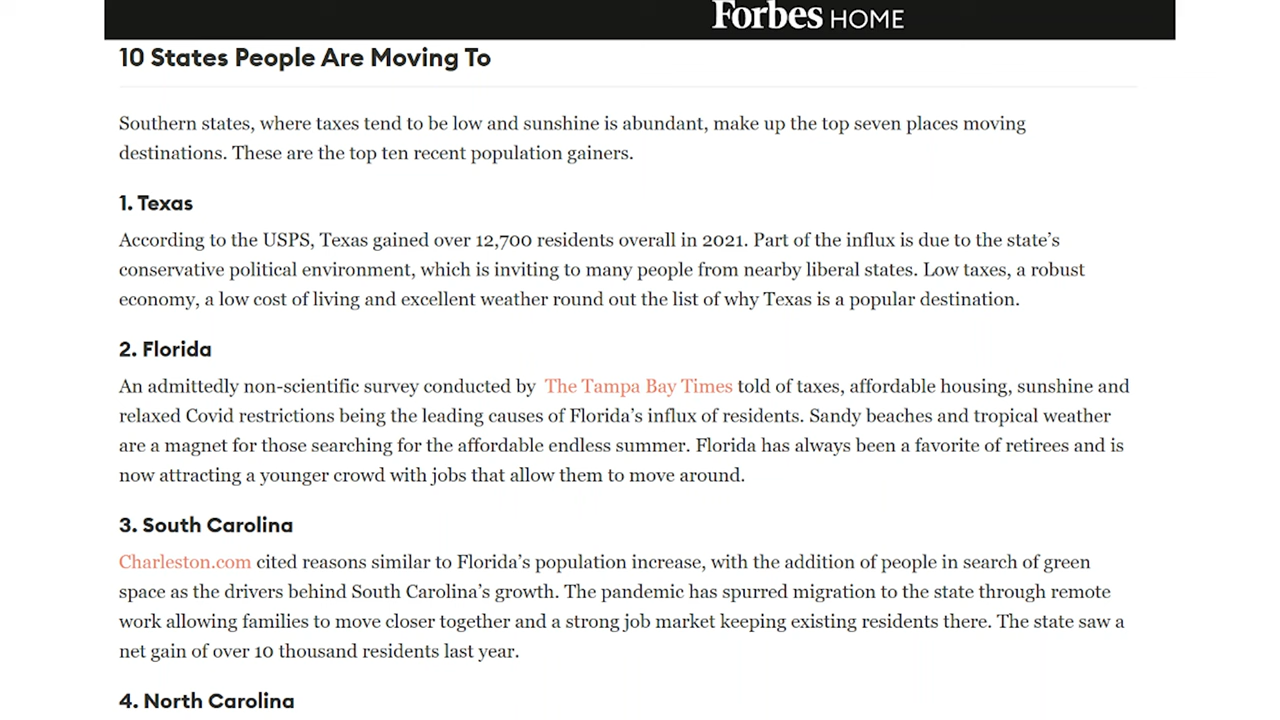 Forbes HOME
10 States People Are Moving To
Southern states, where taxes tend to be low and sunshine is abundant, make up the top seven places moving
destinations. These are the top ten recent population gainers.
1. Texas
According to the USPS, Texas gained over 12,700 residents overall in 2021. Part of the influx is due to the state’s
conservative political environment, which is inviting to many people from nearby liberal states. Low taxes, a robust
economy, a low cost of living and excellent weather round out the list of why Texas is a popular destination.
2. Florida
An admittedly non-scientific survey conducted by The Tampa Bay Times told of taxes, affordable housing, sunshine and
relaxed Covid restrictions being the leading causes of Florida’s influx of residents. Sandy beaches and tropical weather
are a magnet for those searching for the affordable endless summer. Florida has always been a favorite of retirees and is
now attracting a younger crowd with jobs that allow them to move around.
3. South Carolina
Charleston.com cited reasons similar to Florida’s population increase, with the addition of people in search of green
space as the drivers behind South Carolina’s growth. The pandemic has spurred migration to the state through remote
work allowing families to move closer together and a strong job market keeping existing residents there. The state saw a
net gain of over 10 thousand residents last year.
4. North Carolina